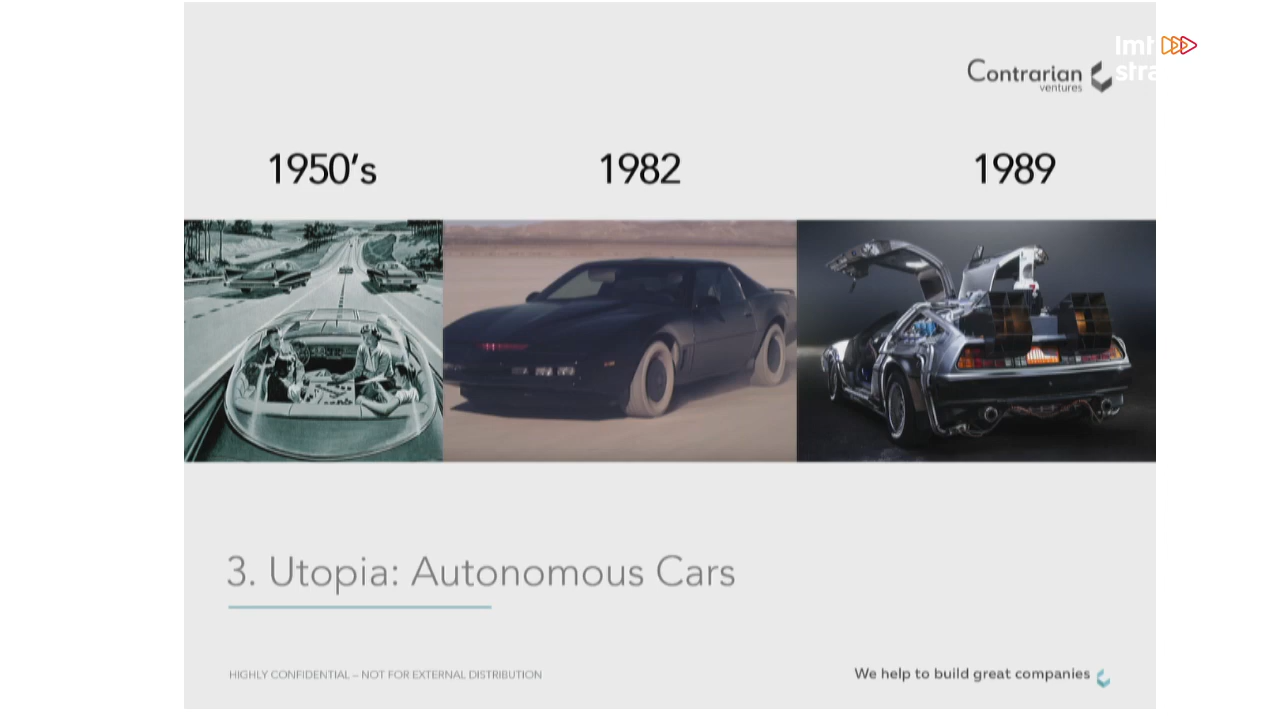 Contrarian
ventures
1950's
1982
1989
3. Utopia: Autonomous Cars
HIGHLY CONFIDENTIAL – NOT FOR EXTERNAL DISTRIBUTION
We help to build great companies